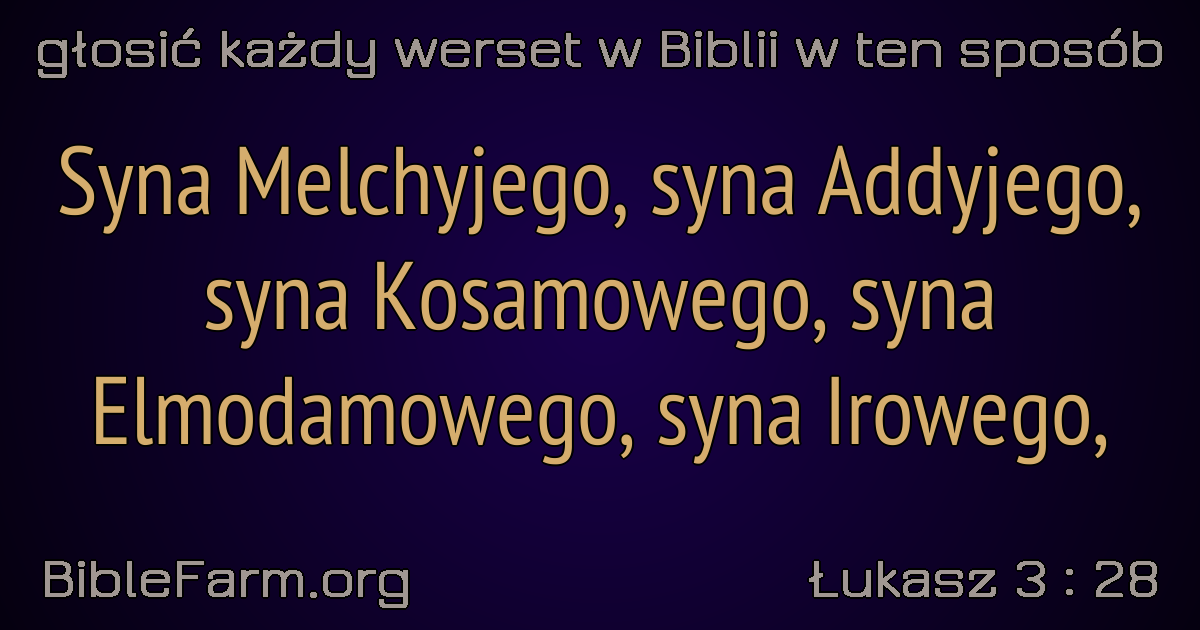 głosić każdy werset w Biblii w ten sposób
Syna Melchyjego, syna Addyjego,
syna Kosamowego, syna
Elmodamowego, syna Irowego,
BibleFarm.org
Łukasz 3 : 28